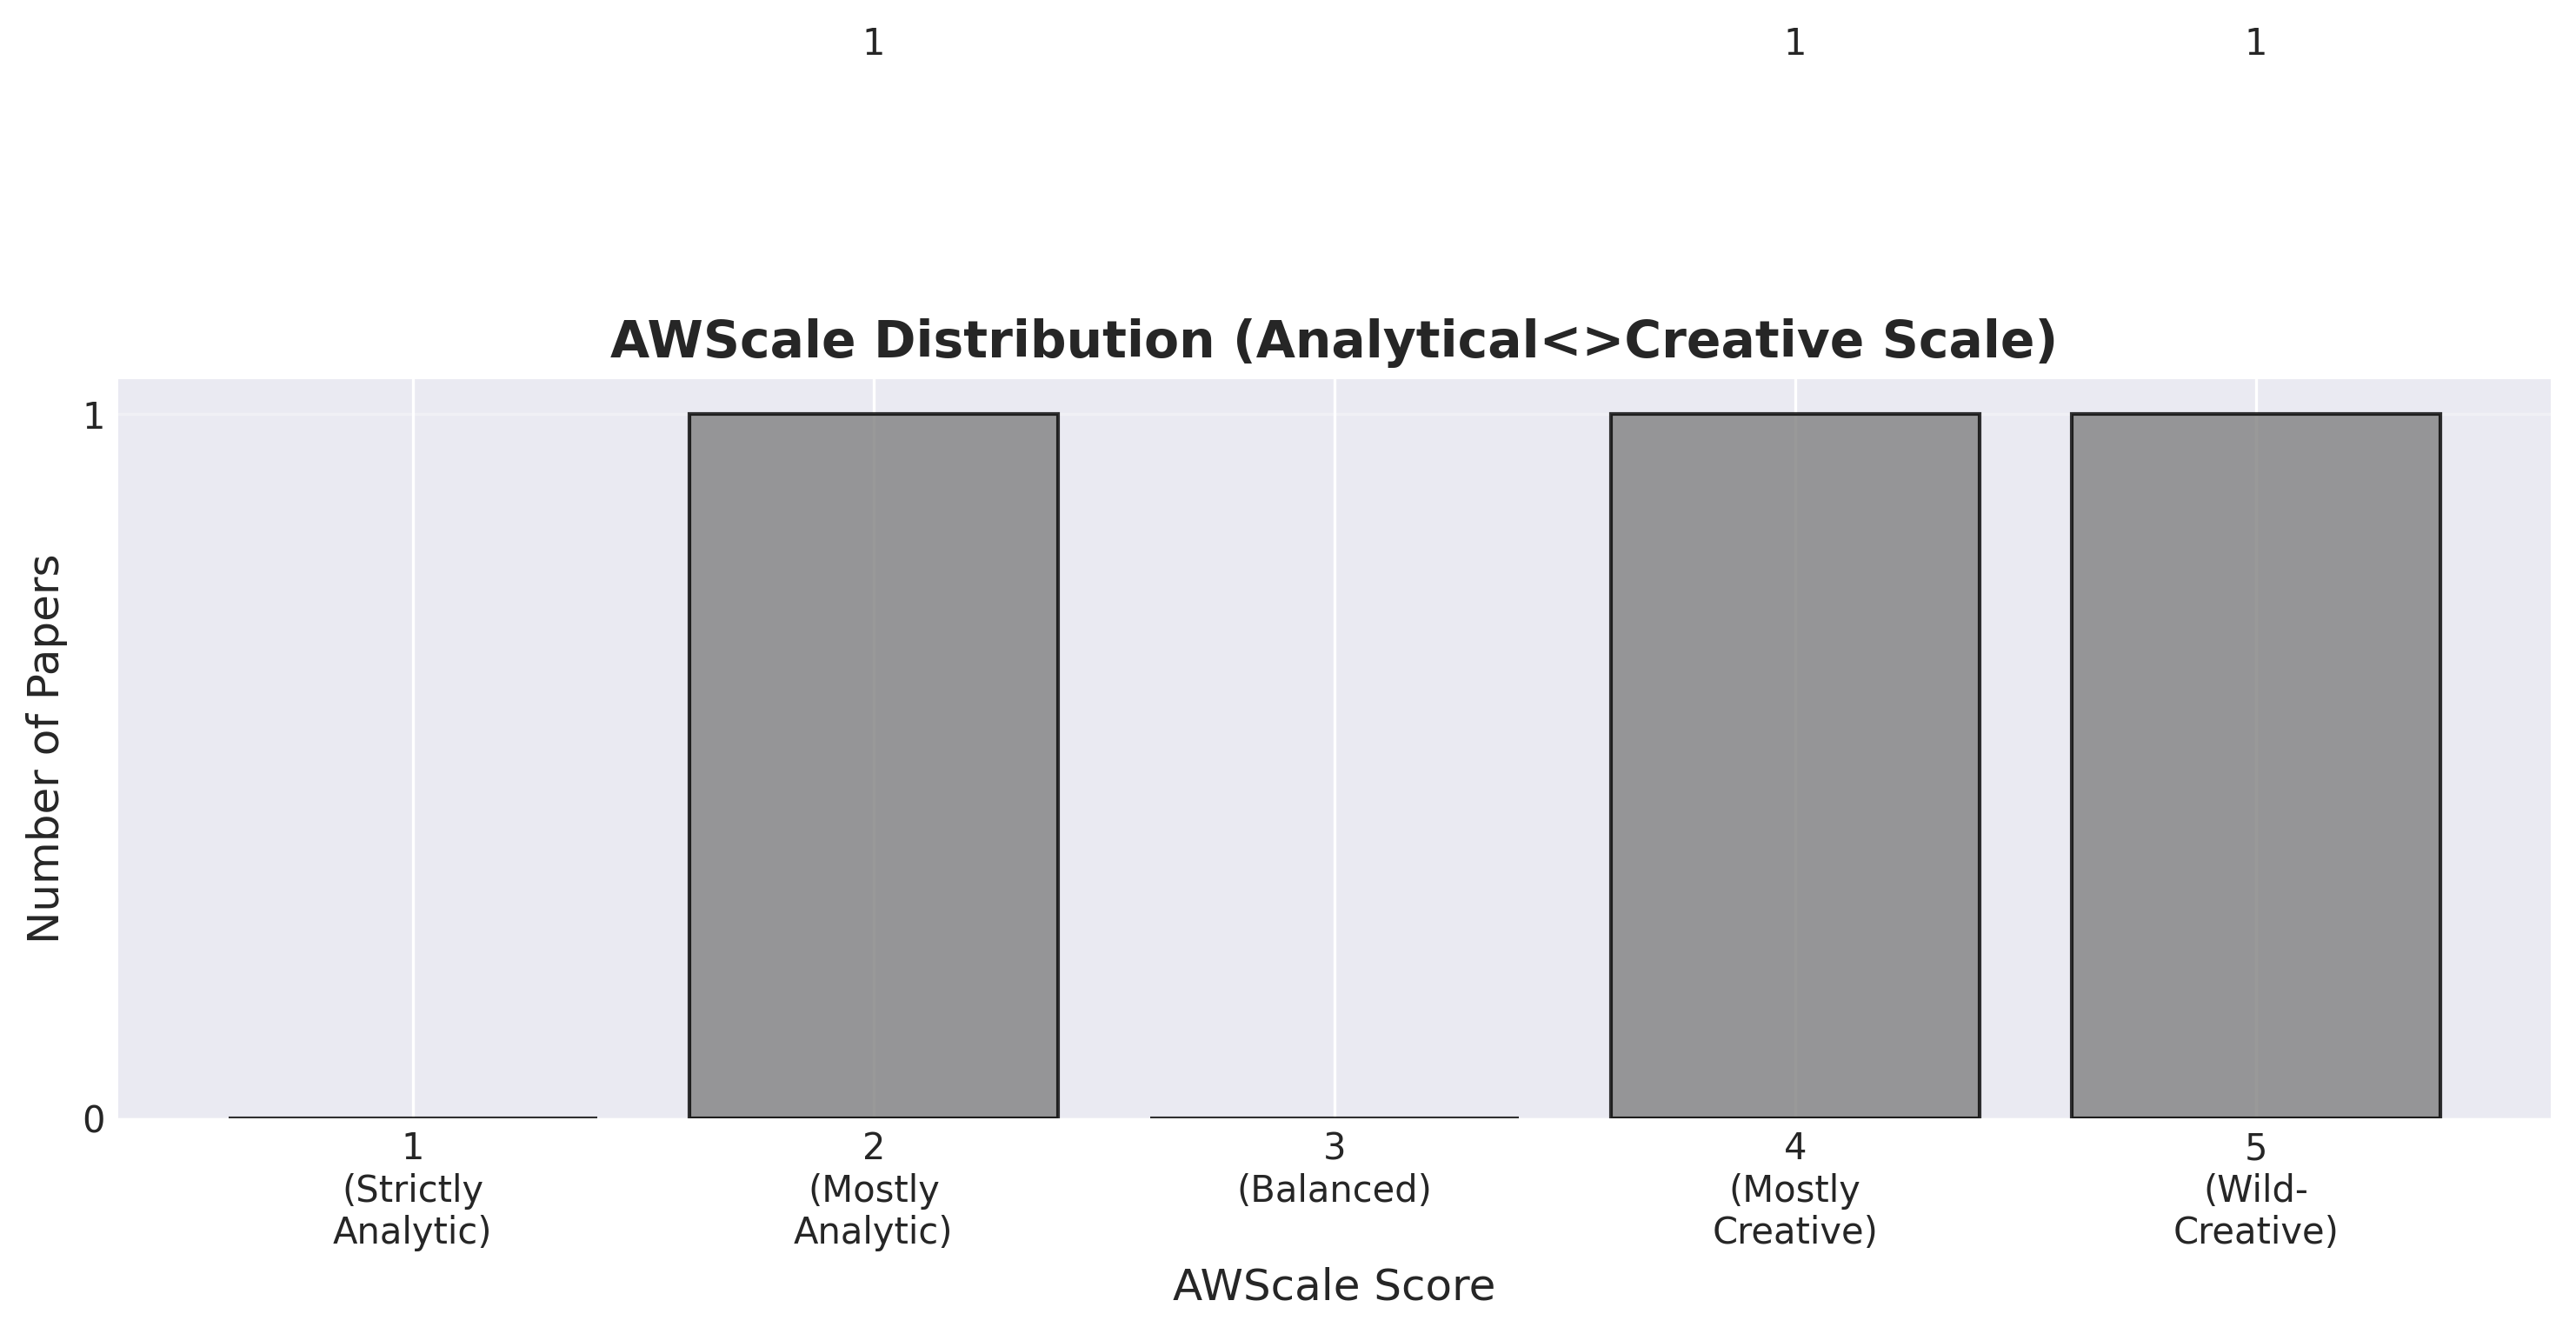 1 1 1
AWScale Distribution (Analytical<>Creative Scale)
Number of Papers
1
0
1 2 3 4 5
(Strictly (Mostly (Balanced) (Mostly (Wild-
Analytic) Analytic) Creative) Creative)
AWScale Score